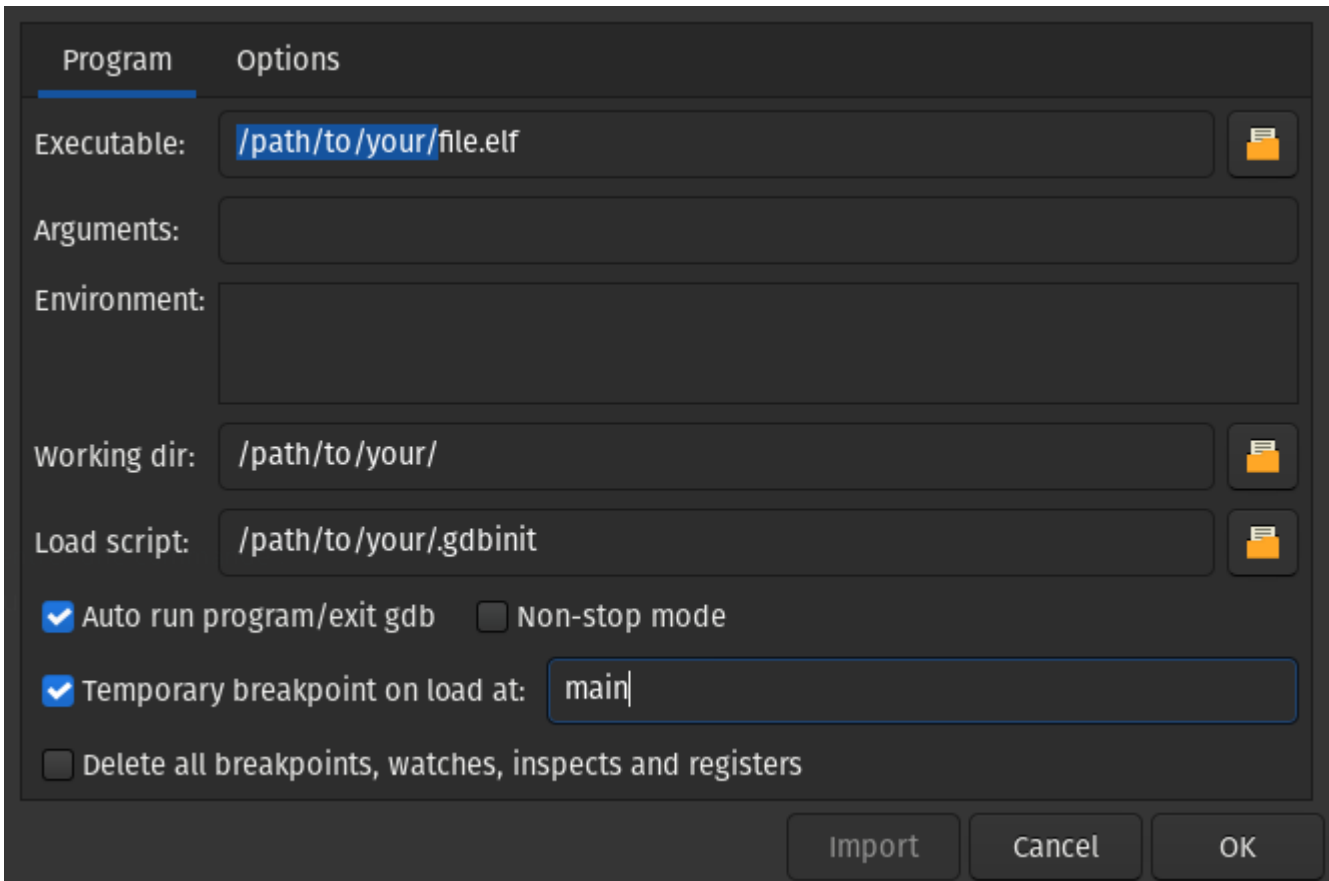 Program Options
Executable: /path/to/your/file.elf
Arguments:
Environment:
Working dir: /path/to/your/
Load script: /path/to/your/.gdbinit
Auto run program/exit gdb Non-stop mode
Temporary breakpoint on load at: main
Delete all breakpoints, watches, inspects and registers
Import Cancel OK